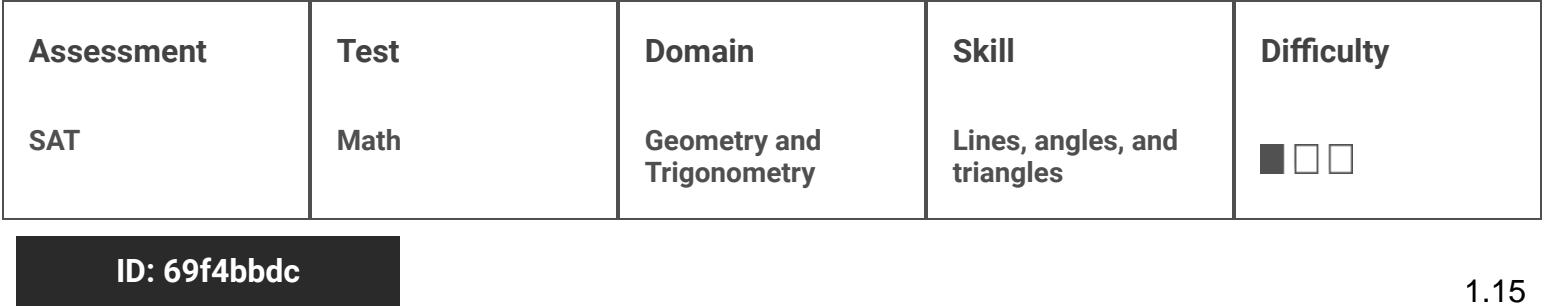 Assessment
Test
Domain
Skill
Difficulty
SAT
Math
Geometry and
Trigonometry
Lines, angles, and
triangles
ID: 69f4bbdc
1.15